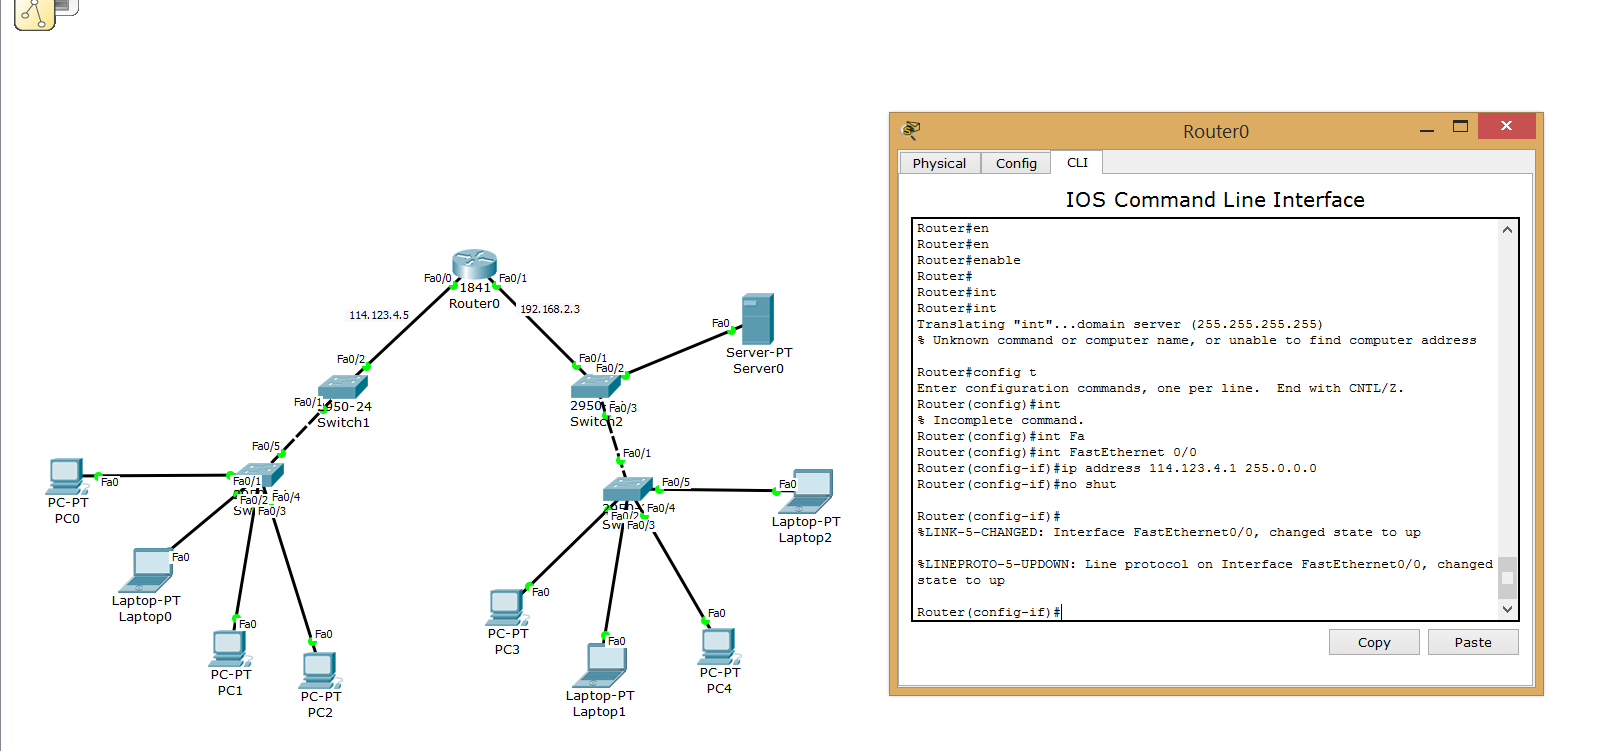 Fa0/0
Fa0/1
1841
Router0
114.123.4.5
192.168.2.3
Fa0
Server-PT
Server0
Fa0/2
Fa0/1
Fa0/2
Fa0/1
950-24
Switch1
2950-
Fa0/3
Switch2
Fa0/5
Fa0/1
Fa0
PC-PT
PC0
Fa0/1
Fa0/2
Fa0/4
Fa0/3
Fa0/5
Fa0
Fa0/4
Fa0/2
Fa0/3
Laptop-PT
Laptop2
Fa0
Laptop-PT
Laptop0
Fa0
PC-PT
PC1
Fa0
PC-PT
PC2
Fa0
PC-PT
PC3
Fa0
Laptop-PT
Laptop1
Fa0
PC-PT
PC4
Router0
Physical
Config
CLI
IOS Command Line Interface
Router#en
Router#en
Router#enable
Router#
Router#int
Router#int
Translating "int"...domain server (255.255.255.255)
% Unknown command or computer name, or unable to find computer address
Router#config t
Enter configuration commands, one per line.  End with CNTL/Z.
Router(config)#int
% Incomplete command.
Router(config)#int Fa
Router(config)#int FastEthernet 0/0
Router(config-if)#ip address 114.123.4.1 255.0.0.0
Router(config-if)#no shut
Router(config-if)#
%LINK-5-CHANGED: Interface FastEthernet0/0, changed state to up
%LINEPROTO-5-UPDOWN: Line protocol on Interface FastEthernet0/0, changed
state to up
Router(config-if)#
Copy
Paste